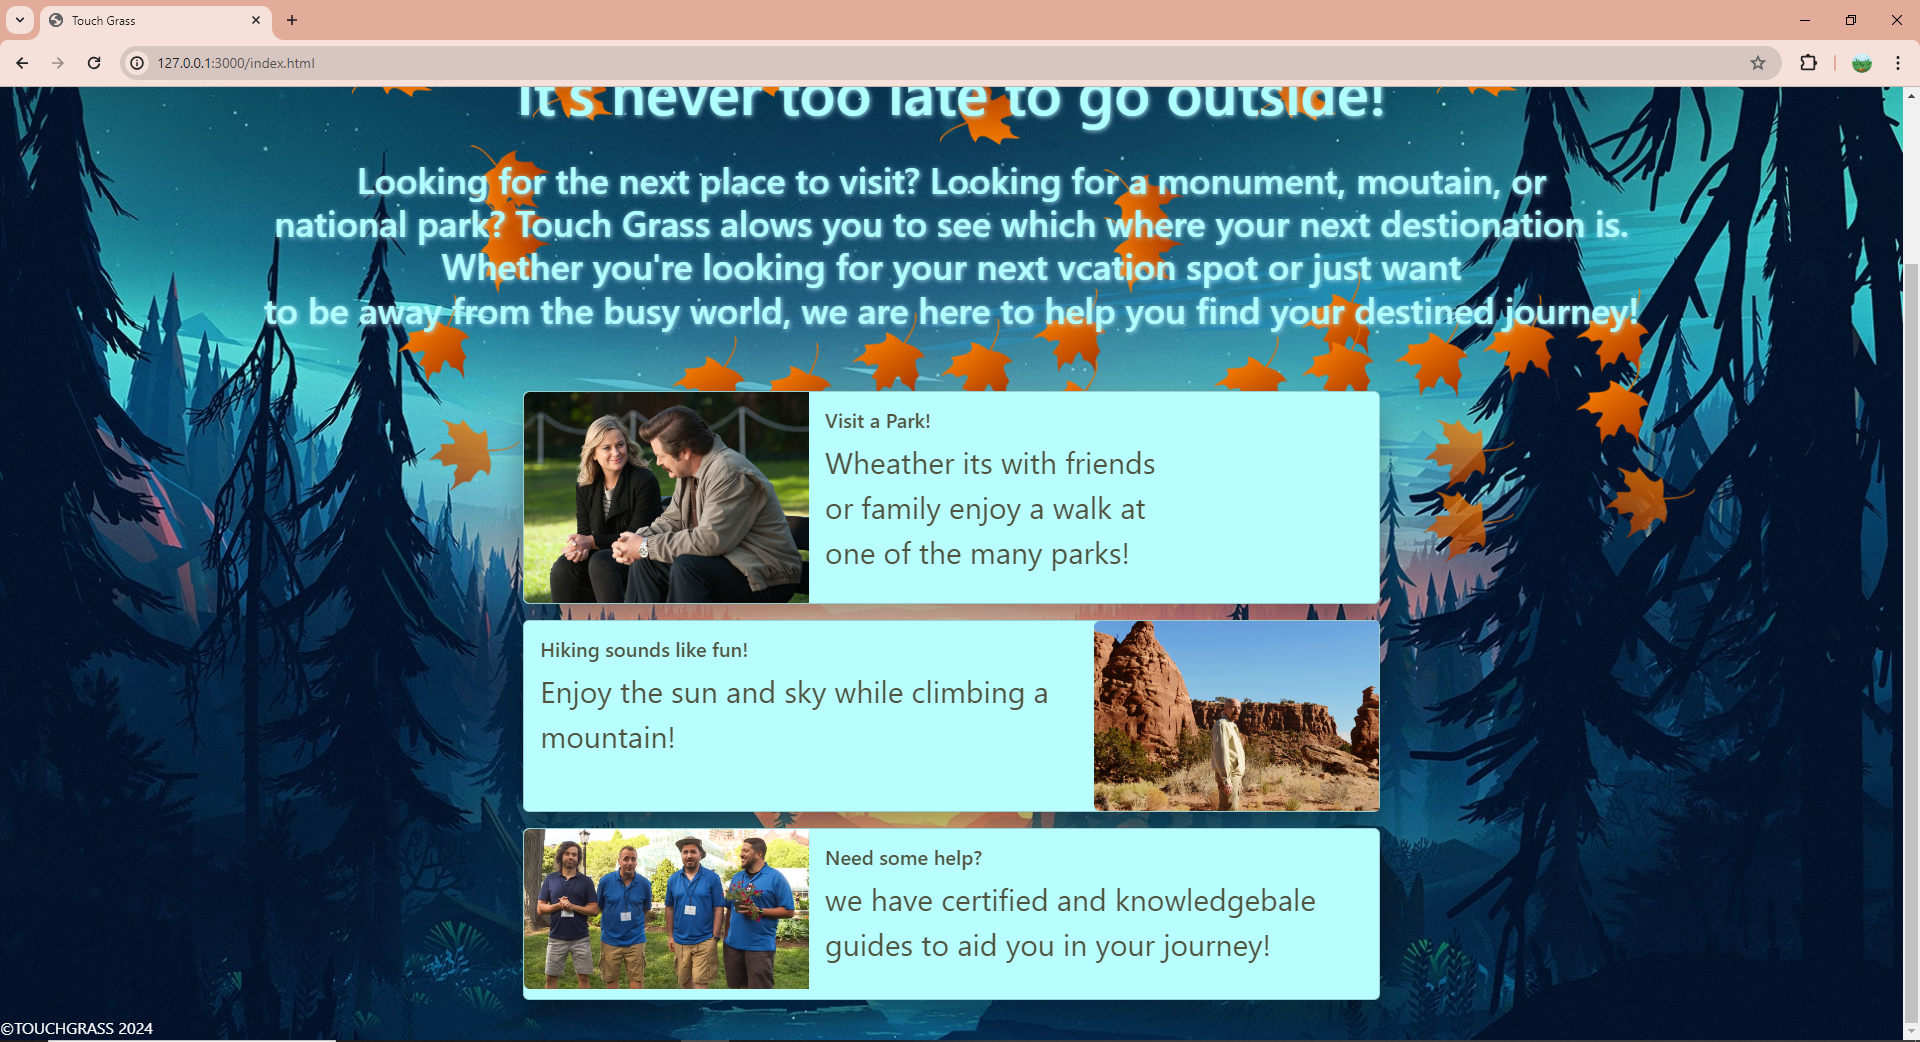 Touch Grass
127.0.0.1:3000/index.html
It's never too late to go outside!
Looking for the next place to visit? Looking for a monument, moutain, or
national park? Touch Grass alows you to see which where your next destionation is.
Whether you're looking for your next vcation spot or just want
to be away from the busy world, we are here to help you find your destined journey!
Visit a Park!
Wheather its with friends
or family enjoy a walk at
one of the many parks!
Hiking sounds like fun!
Enjoy the sun and sky while climbing a
mountain!
Need some help?
we have certified and knowledgebale
guides to aid you in your journey!
©TOUCHGRASS 2024